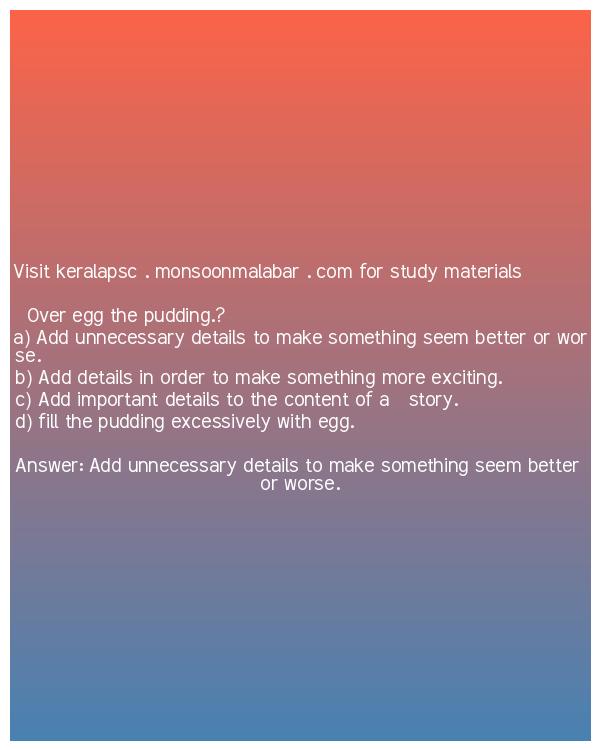 Visit keralapsc . monsoonmalabar . com for study materials
Over egg the pudding.?
a) Add unnecessary details to make something seem better or wor
se.
b) Add details in order to make something more exciting.
c) Add important details to the content of a story.
d) fill the pudding excessively with egg.
Answer: Add unnecessary details to make something seem better
or worse.